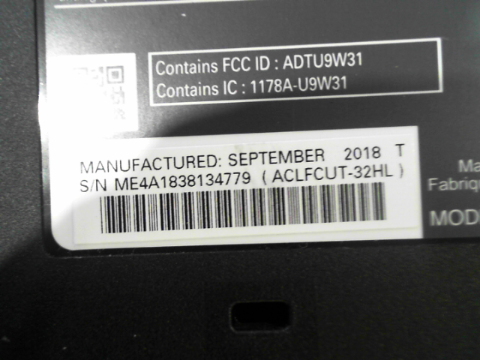 Contains FCC ID : ADTU9W31
Contains IC : 1178A-U9W31
MANUFACTURED: SEPTEMBER 2018 T
S/N ME4A1838134779 ( ACLFCUT-32HL )
Ma
Fabriqu
MOD